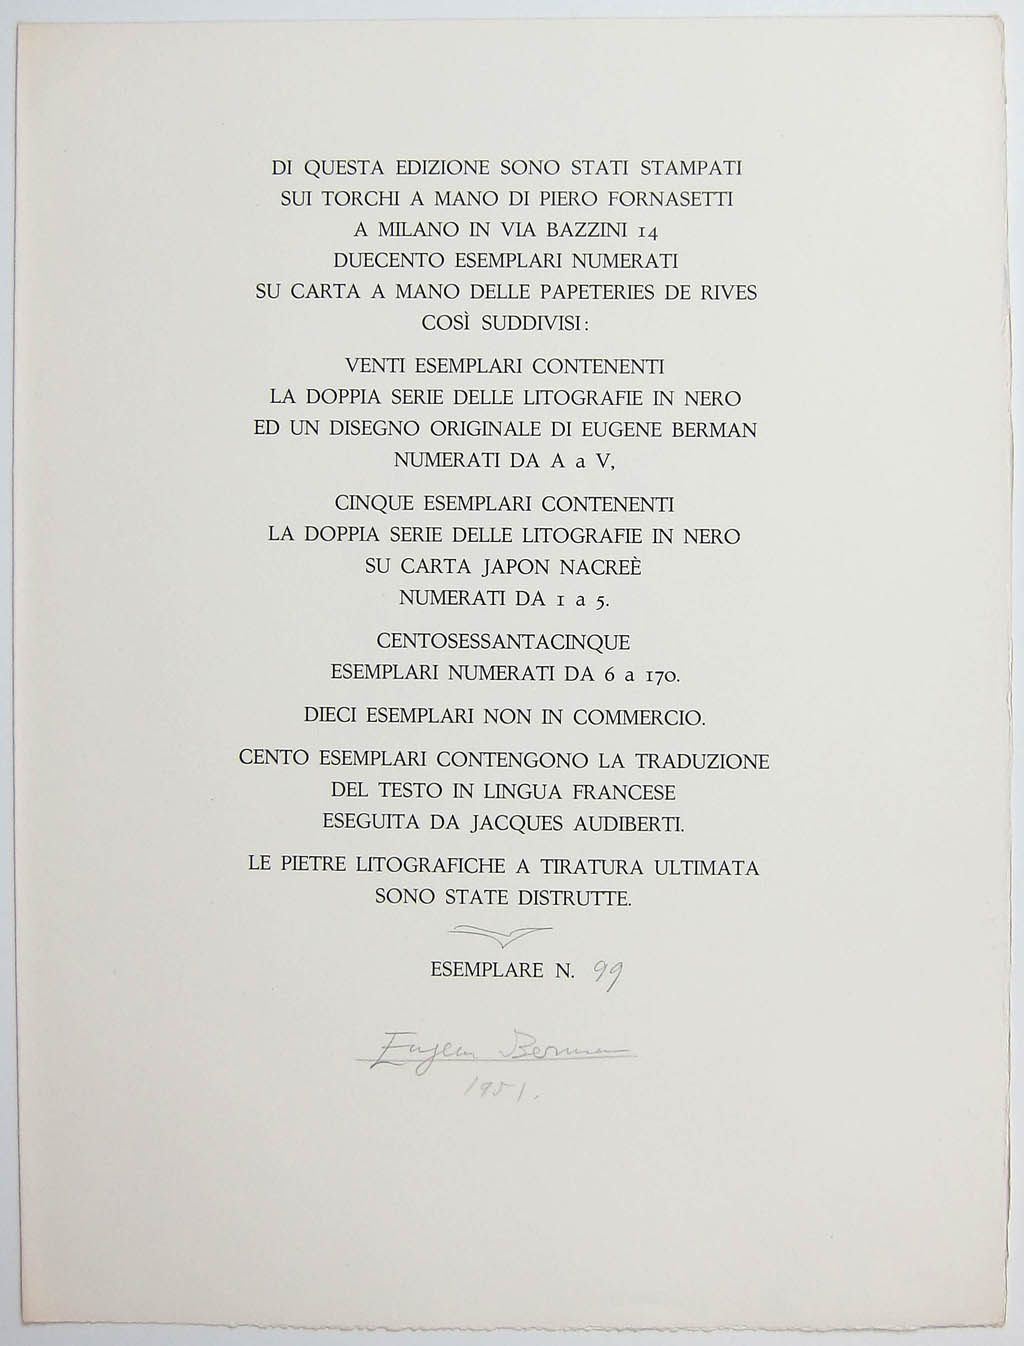 DI QUESTA EDIZIONE SONO STATI STAMPATI
SUI TORCHI A MANO DI PIERO FORNASETTI
A MILANO IN VIA BAZZINI 14
DUECENTO ESEMPLARI NUMERATI
SU CARTA A MANO DELLE PAPETERIES DE RIVES
COSÌ SUDDIVISI:
VENTI ESEMPLARI CONTENENTI
LA DOPPIA SERIE DELLE LITOGRAFIE IN NERO
ED UN DISEGNO ORIGINALE DI EUGENE BERMAN
NUMERATI DA A a V,
CINQUE ESEMPLARI CONTENENTI
LA DOPPIA SERIE DELLE LITOGRAFIE IN NERO
SU CARTA JAPON NACREÈ
NUMERATI DA 1 a 5.
CENTOSESSANTACINQUE
ESEMPLARI NUMERATI DA 6 a 170.
DIECI ESEMPLARI NON IN COMMERCIO.
CENTO ESEMPLARI CONTENGONO LA TRADUZIONE
DEL TESTO IN LINGUA FRANCESE
ESEGUITA DA JACQUES AUDIBERTI.
LE PIETRE LITOGRAFICHE A TIRATURA ULTIMATA
SONO STATE DISTRUTTE.
ESEMPLARE N. 99
Eugene Berman
1951.